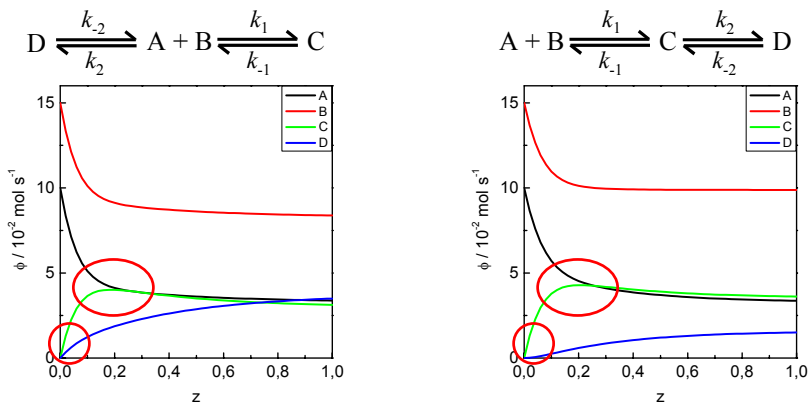 k-2
D ⇌ A + B ⇌ C
k2
k1
k-1
15
10
5
0
ϕ / 10-2 mol s-1
0,0 0,2 0,4 0,6 0,8 1,0
z
A
B
C
D
k1 k2
A + B ⇌ C ⇌ D
k-1 k-2
15
10
5
0
ϕ / 10-2 mol s-1
0,0 0,2 0,4 0,6 0,8 1,0
z
A
B
C
D